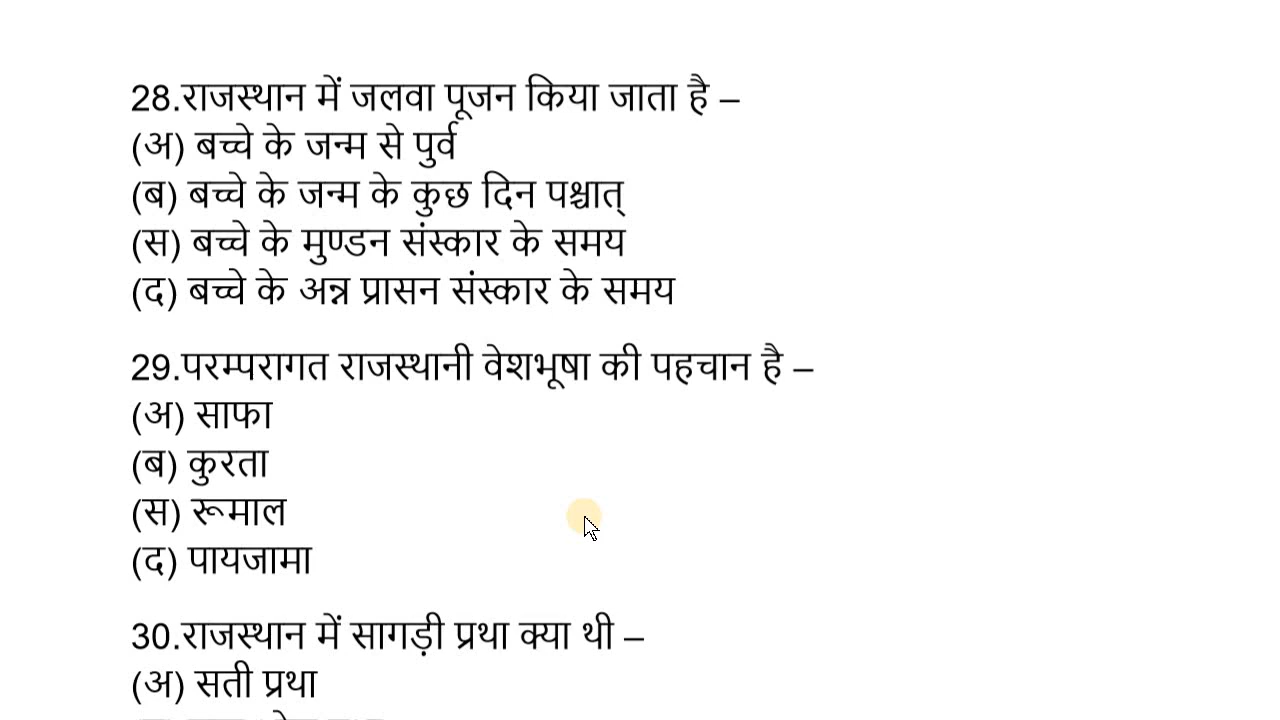 28.राजस्थान में जलवा पूजन किया जाता है –
(अ) बच्चे के जन्म से पुर्व
(ब) बच्चे के जन्म के कुछ दिन पश्चात्
(स) बच्चे के मुण्डन संस्कार के समय
(द) बच्चे के अन्न प्रासन संस्कार के समय
29.परम्परागत राजस्थानी वेशभूषा की पहचान है –
(अ) साफा
(ब) कुरता
(स) रूमाल
(द) पायजामा
30.राजस्थान में सागड़ी प्रथा क्या थी –
(अ) सती प्रथा